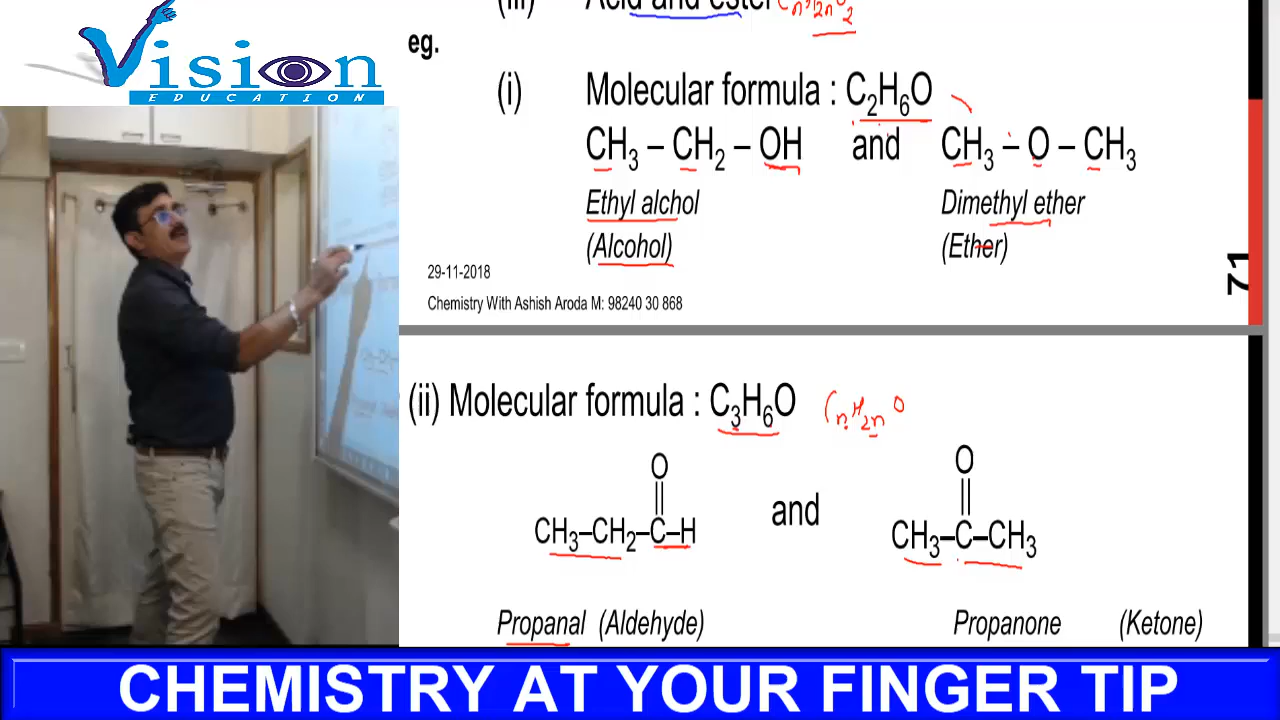 Vision
EDUCATION
(iii) Acid and ester CnH2nO2
eg.
(i) Molecular formula : C2H6O
CH3 – CH2 – OH and CH3 – O – CH3
Ethyl alchol Dimethyl ether
(Alcohol) (Ether)
29-11-2018
Chemistry With Ashish Aroda M: 98240 30 868
71
(ii) Molecular formula : C3H6O CnH2nO
O O
CH3–CH2–C–H and CH3–C–CH3
Propanal (Aldehyde) Propanone (Ketone)
CHEMISTRY AT YOUR FINGER TIP